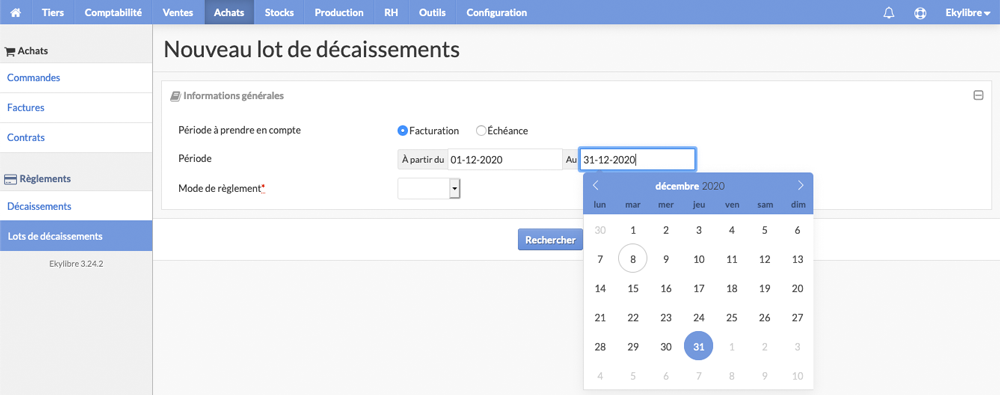 Tiers Comptabilité Ventes Achats Stocks Production RH Outils Configuration Ekylibre
Achats
Commandes
Factures
Contrats
Règlements
Décaissements
Lots de décaissements
Ekylibre 3.24.2
Nouveau lot de décaissements
Informations générales
Période à prendre en compte Facturation Échéance
Période À partir du 01-12-2020 Au 31-12-2020
Mode de règlement*
Rechercher
décembre 2020
lun mar mer jeu ven sam dim
30 1 2 3 4 5 6
7 8 9 10 11 12 13
14 15 16 17 18 19 20
21 22 23 24 25 26 27
28 29 30 31 1 2 3
4 5 6 7 8 9 10